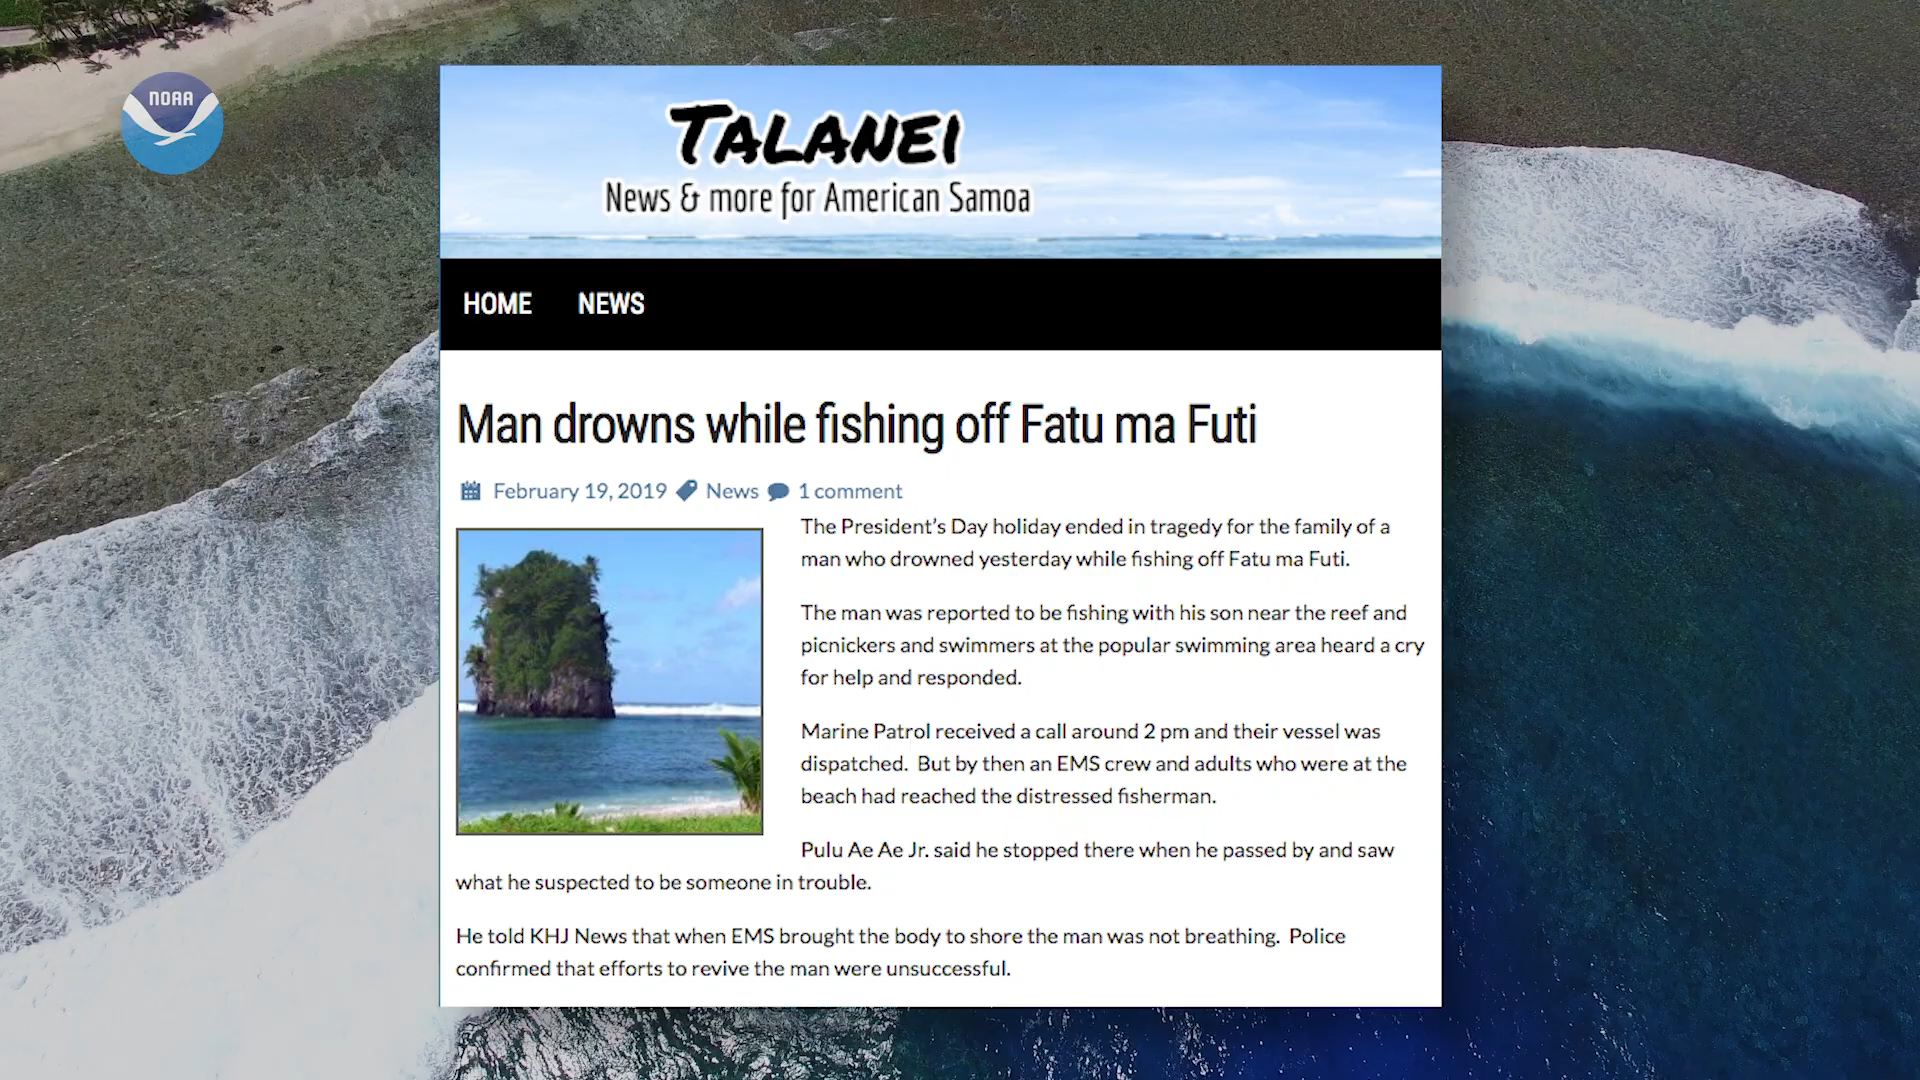 NOAA
TALANEI
News & more for American Samoa
HOME NEWS
Man drowns while fishing off Fatu ma Futi
February 19, 2019 News 1 comment
The President’s Day holiday ended in tragedy for the family of a
man who drowned yesterday while fishing off Fatu ma Futi.
The man was reported to be fishing with his son near the reef and
picnickers and swimmers at the popular swimming area heard a cry
for help and responded.
Marine Patrol received a call around 2 pm and their vessel was
dispatched.  But by then an EMS crew and adults who were at the
beach had reached the distressed fisherman.
Pulu Ae Ae Jr. said he stopped there when he passed by and saw
what he suspected to be someone in trouble.
He told KHJ News that when EMS brought the body to shore the man was not breathing.  Police
confirmed that efforts to revive the man were unsuccessful.